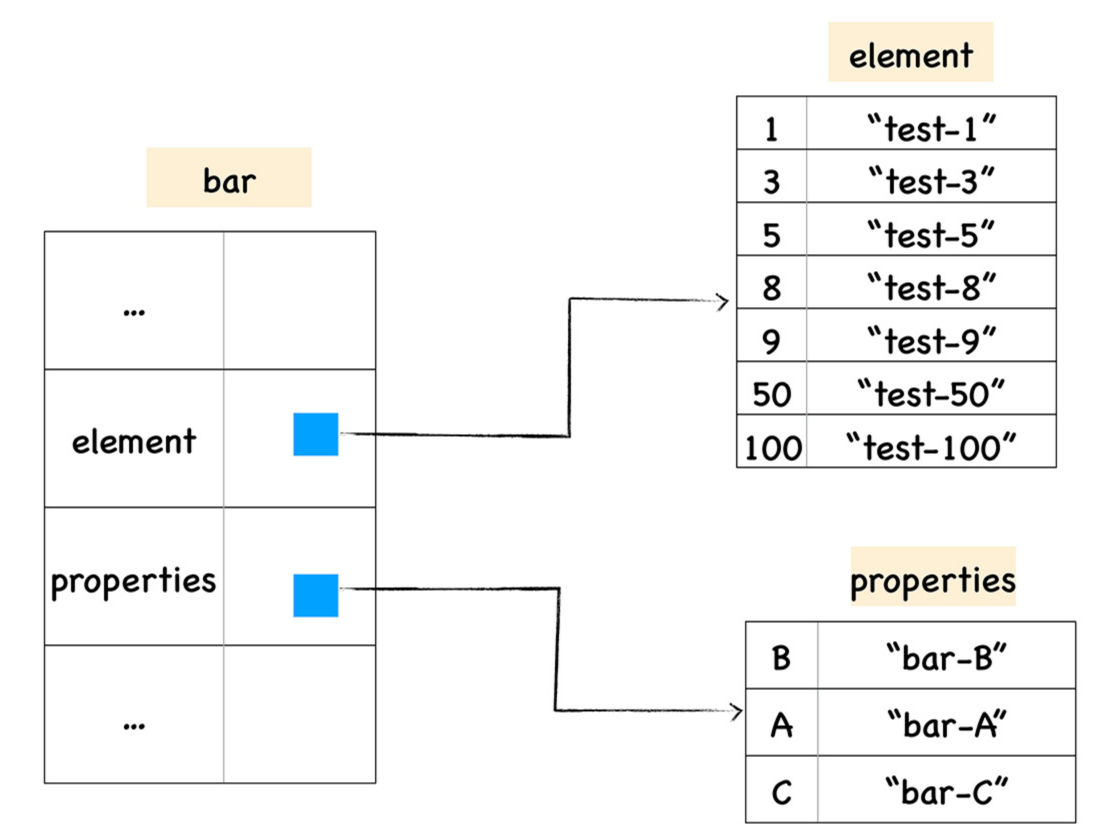 bar
...
element
properties
...
element
1 “test-1”
3 “test-3”
5 “test-5”
8 “test-8”
9 “test-9”
50 “test-50”
100 “test-100”
properties
B “bar-B”
A “bar-A”
C “bar-C”